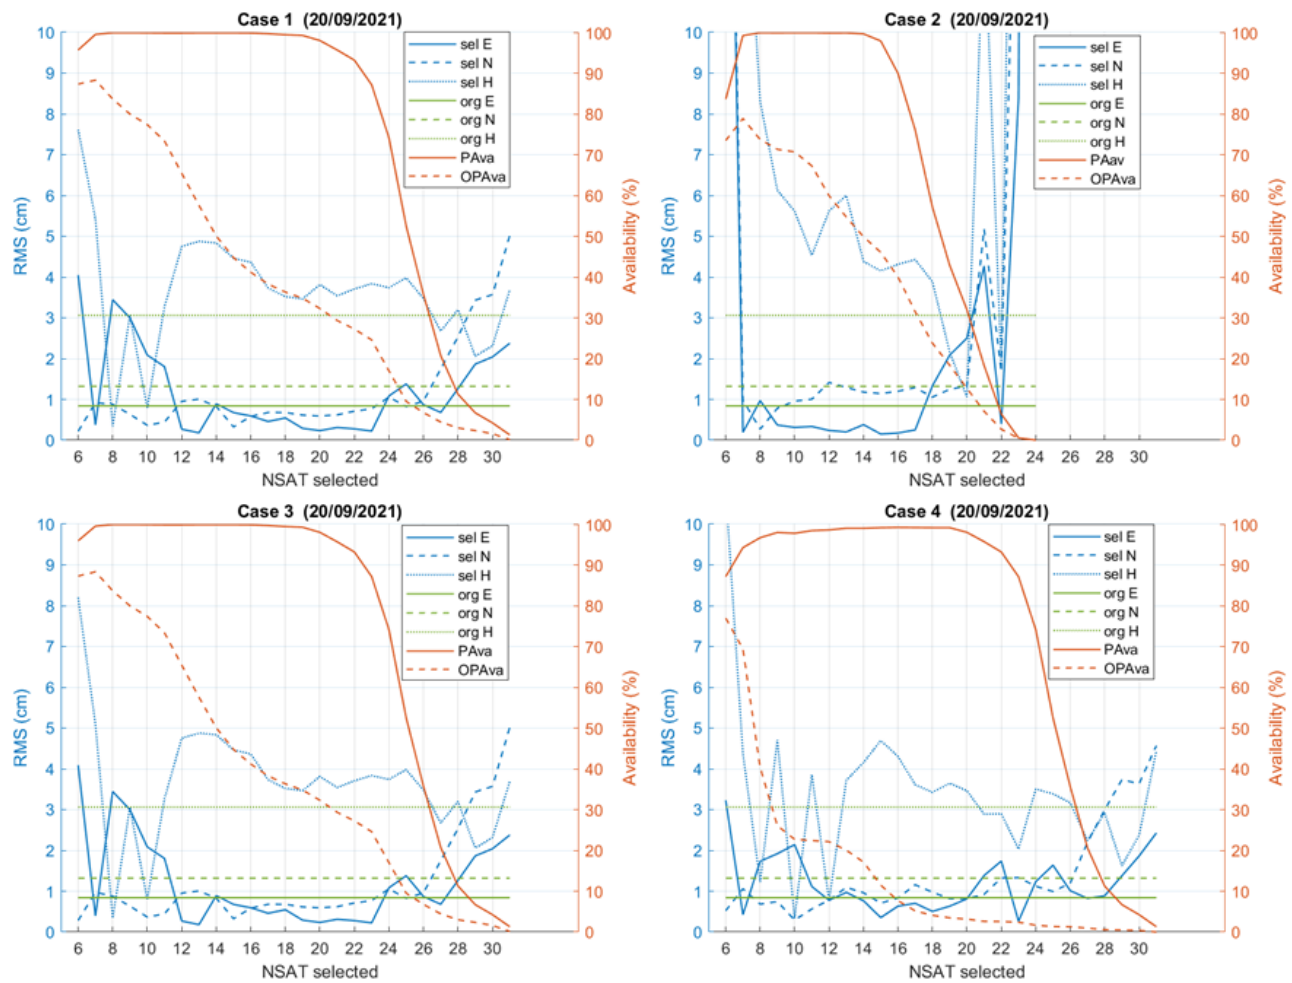 Case 1 (20/09/2021)
RMS (cm)
10
9
8
7
6
5
4
3
2
1
0
sel E
sel N
sel H
org E
org N
org H
PAva
OPAva
100
90
80
70
60
50
40
30
20
10
0
Availability (%)
6 8 10 12 14 16 18 20 22 24 26 28 30
NSAT selected
Case 2 (20/09/2021)
RMS (cm)
10
9
8
7
6
5
4
3
2
1
0
sel E
sel N
sel H
org E
org N
org H
PAav
OPAva
100
90
80
70
60
50
40
30
20
10
0
Availability (%)
6 8 10 12 14 16 18 20 22 24 26 28 30
NSAT selected
Case 3 (20/09/2021)
RMS (cm)
10
9
8
7
6
5
4
3
2
1
0
sel E
sel N
sel H
org E
org N
org H
PAva
OPAva
100
90
80
70
60
50
40
30
20
10
0
Availability (%)
6 8 10 12 14 16 18 20 22 24 26 28 30
NSAT selected
Case 4 (20/09/2021)
RMS (cm)
10
9
8
7
6
5
4
3
2
1
0
sel E
sel N
sel H
org E
org N
org H
PAva
OPAva
100
90
80
70
60
50
40
30
20
10
0
Availability (%)
6 8 10 12 14 16 18 20 22 24 26 28 30
NSAT selected